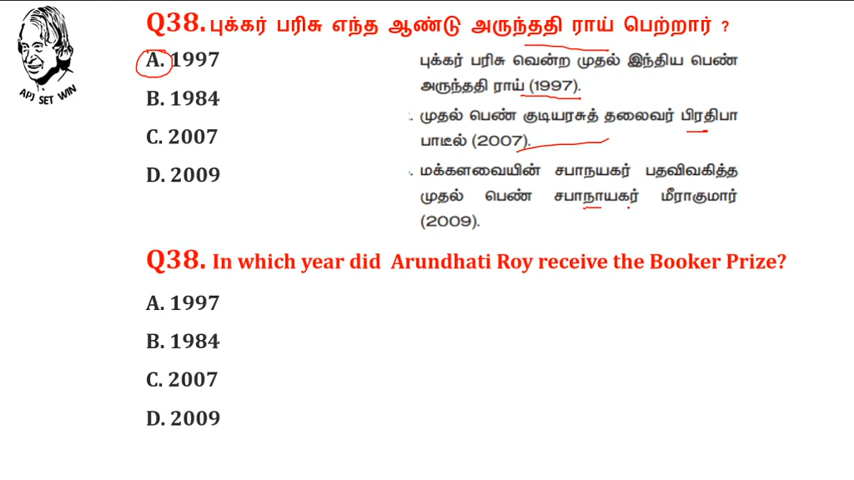 Q38. புக்கர் பரிசு எந்த ஆண்டு அருந்ததி ராய் பெற்றார் ?
A. 1997
B. 1984
C. 2007
D. 2009
புக்கர் பரிசு வென்ற முதல் இந்திய பெண்
அருந்ததி ராய் (1997).
முதல் பெண் குடியரசுத் தலைவர் பிரதிபா
பாடீல் (2007).
மக்களவையின் சபாநயகர் பதவிவகித்த
முதல் பெண் சபாநாயகர் மீராகுமார்
(2009).
APJ SET WIN
Q38. In which year did Arundhati Roy receive the Booker Prize?
A. 1997
B. 1984
C. 2007
D. 2009